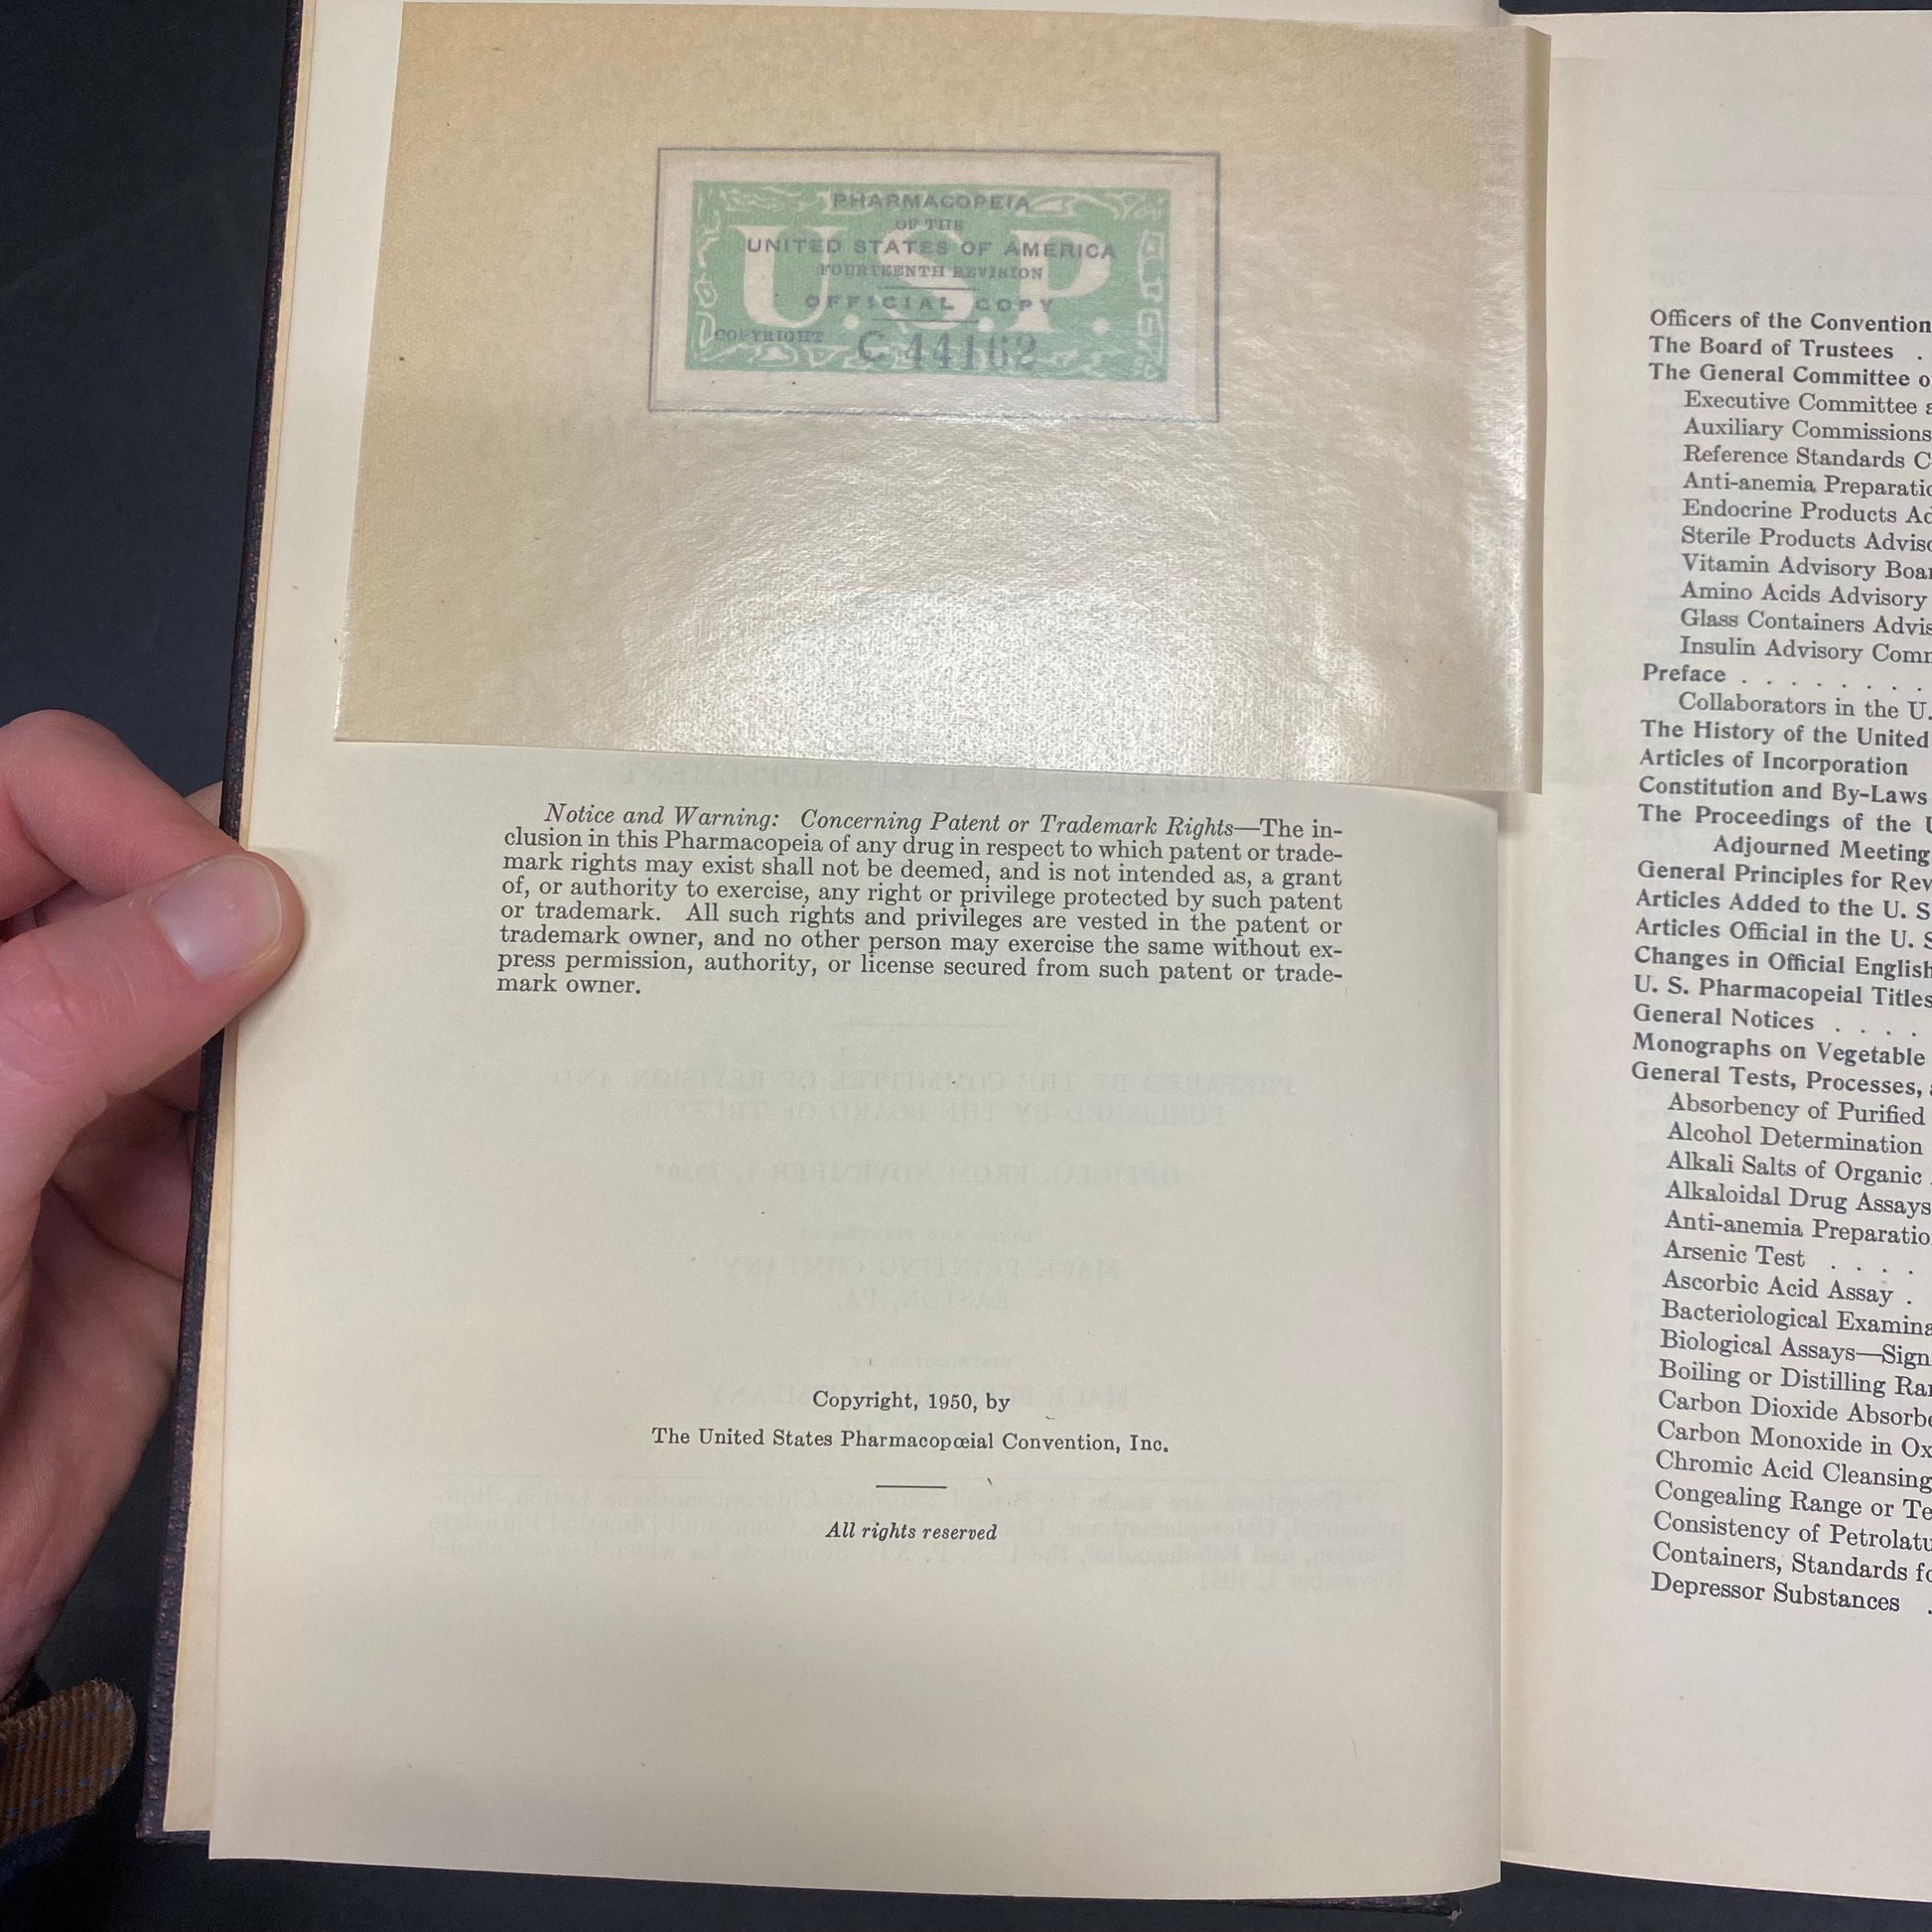 PHARMACOPEIA
OF THE
UNITED STATES OF AMERICA
FOURTEENTH REVISION
OFFICIAL COPY
COPYRIGHT C 44162
U.S.P.
Notice and Warning: Concerning Patent or Trademark Rights—The in-
clusion in this Pharmacopeia of any drug in respect to which patent or trade-
mark rights may exist shall not be deemed, and is not intended as, a grant
of, or authority to exercise, any right or privilege protected by such patent
or trademark. All such rights and privileges are vested in the patent or
trademark owner, and no other person may exercise the same without ex-
press permission, authority, or license secured from such patent or trade-
mark owner.
Copyright, 1950, by
The United States Pharmacopœial Convention, Inc.
All rights reserved
Officers of the Convention
The Board of Trustees .
The General Committee
Executive Committee
Auxiliary Commissions
Reference Standards
Anti-anemia
Endocrine Products
Sterile Products
Vitamin Advisory
Amino Acids Advisory
Glass Containers
Insulin Advisory
Preface . . . . . . .
Collaborators in the U.
The History of the United
Articles of Incorporation
Constitution and By-Laws
The Proceedings of the
Adjourned Meeting
General Principles for
Articles Added to the U. S
Articles Official in the U. S
Changes in Official English
U. S. Pharmacopeial Titles
General Notices . . . .
Monographs on Vegetable
General Tests, Processes,
Absorbency of Purified
Alcohol Determination
Alkali Salts of Organic
Alkaloidal Drug Assays
Anti-anemia
Arsenic Test . . . .
Ascorbic Acid Assay .
Bacteriological
Biological Assays—
Boiling or Distilling
Carbon Dioxide
Carbon Monoxide in
Chromic Acid Cleansing
Congealing Range or
Consistency of
Containers, Standards
Depressor Substances .